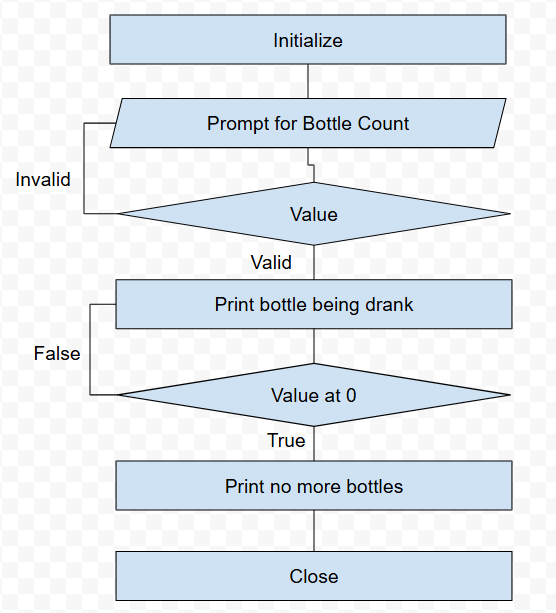 Initialize
Prompt for Bottle Count
Invalid
Value
Valid
Print bottle being drank
False
Value at 0
True
Print no more bottles
Close